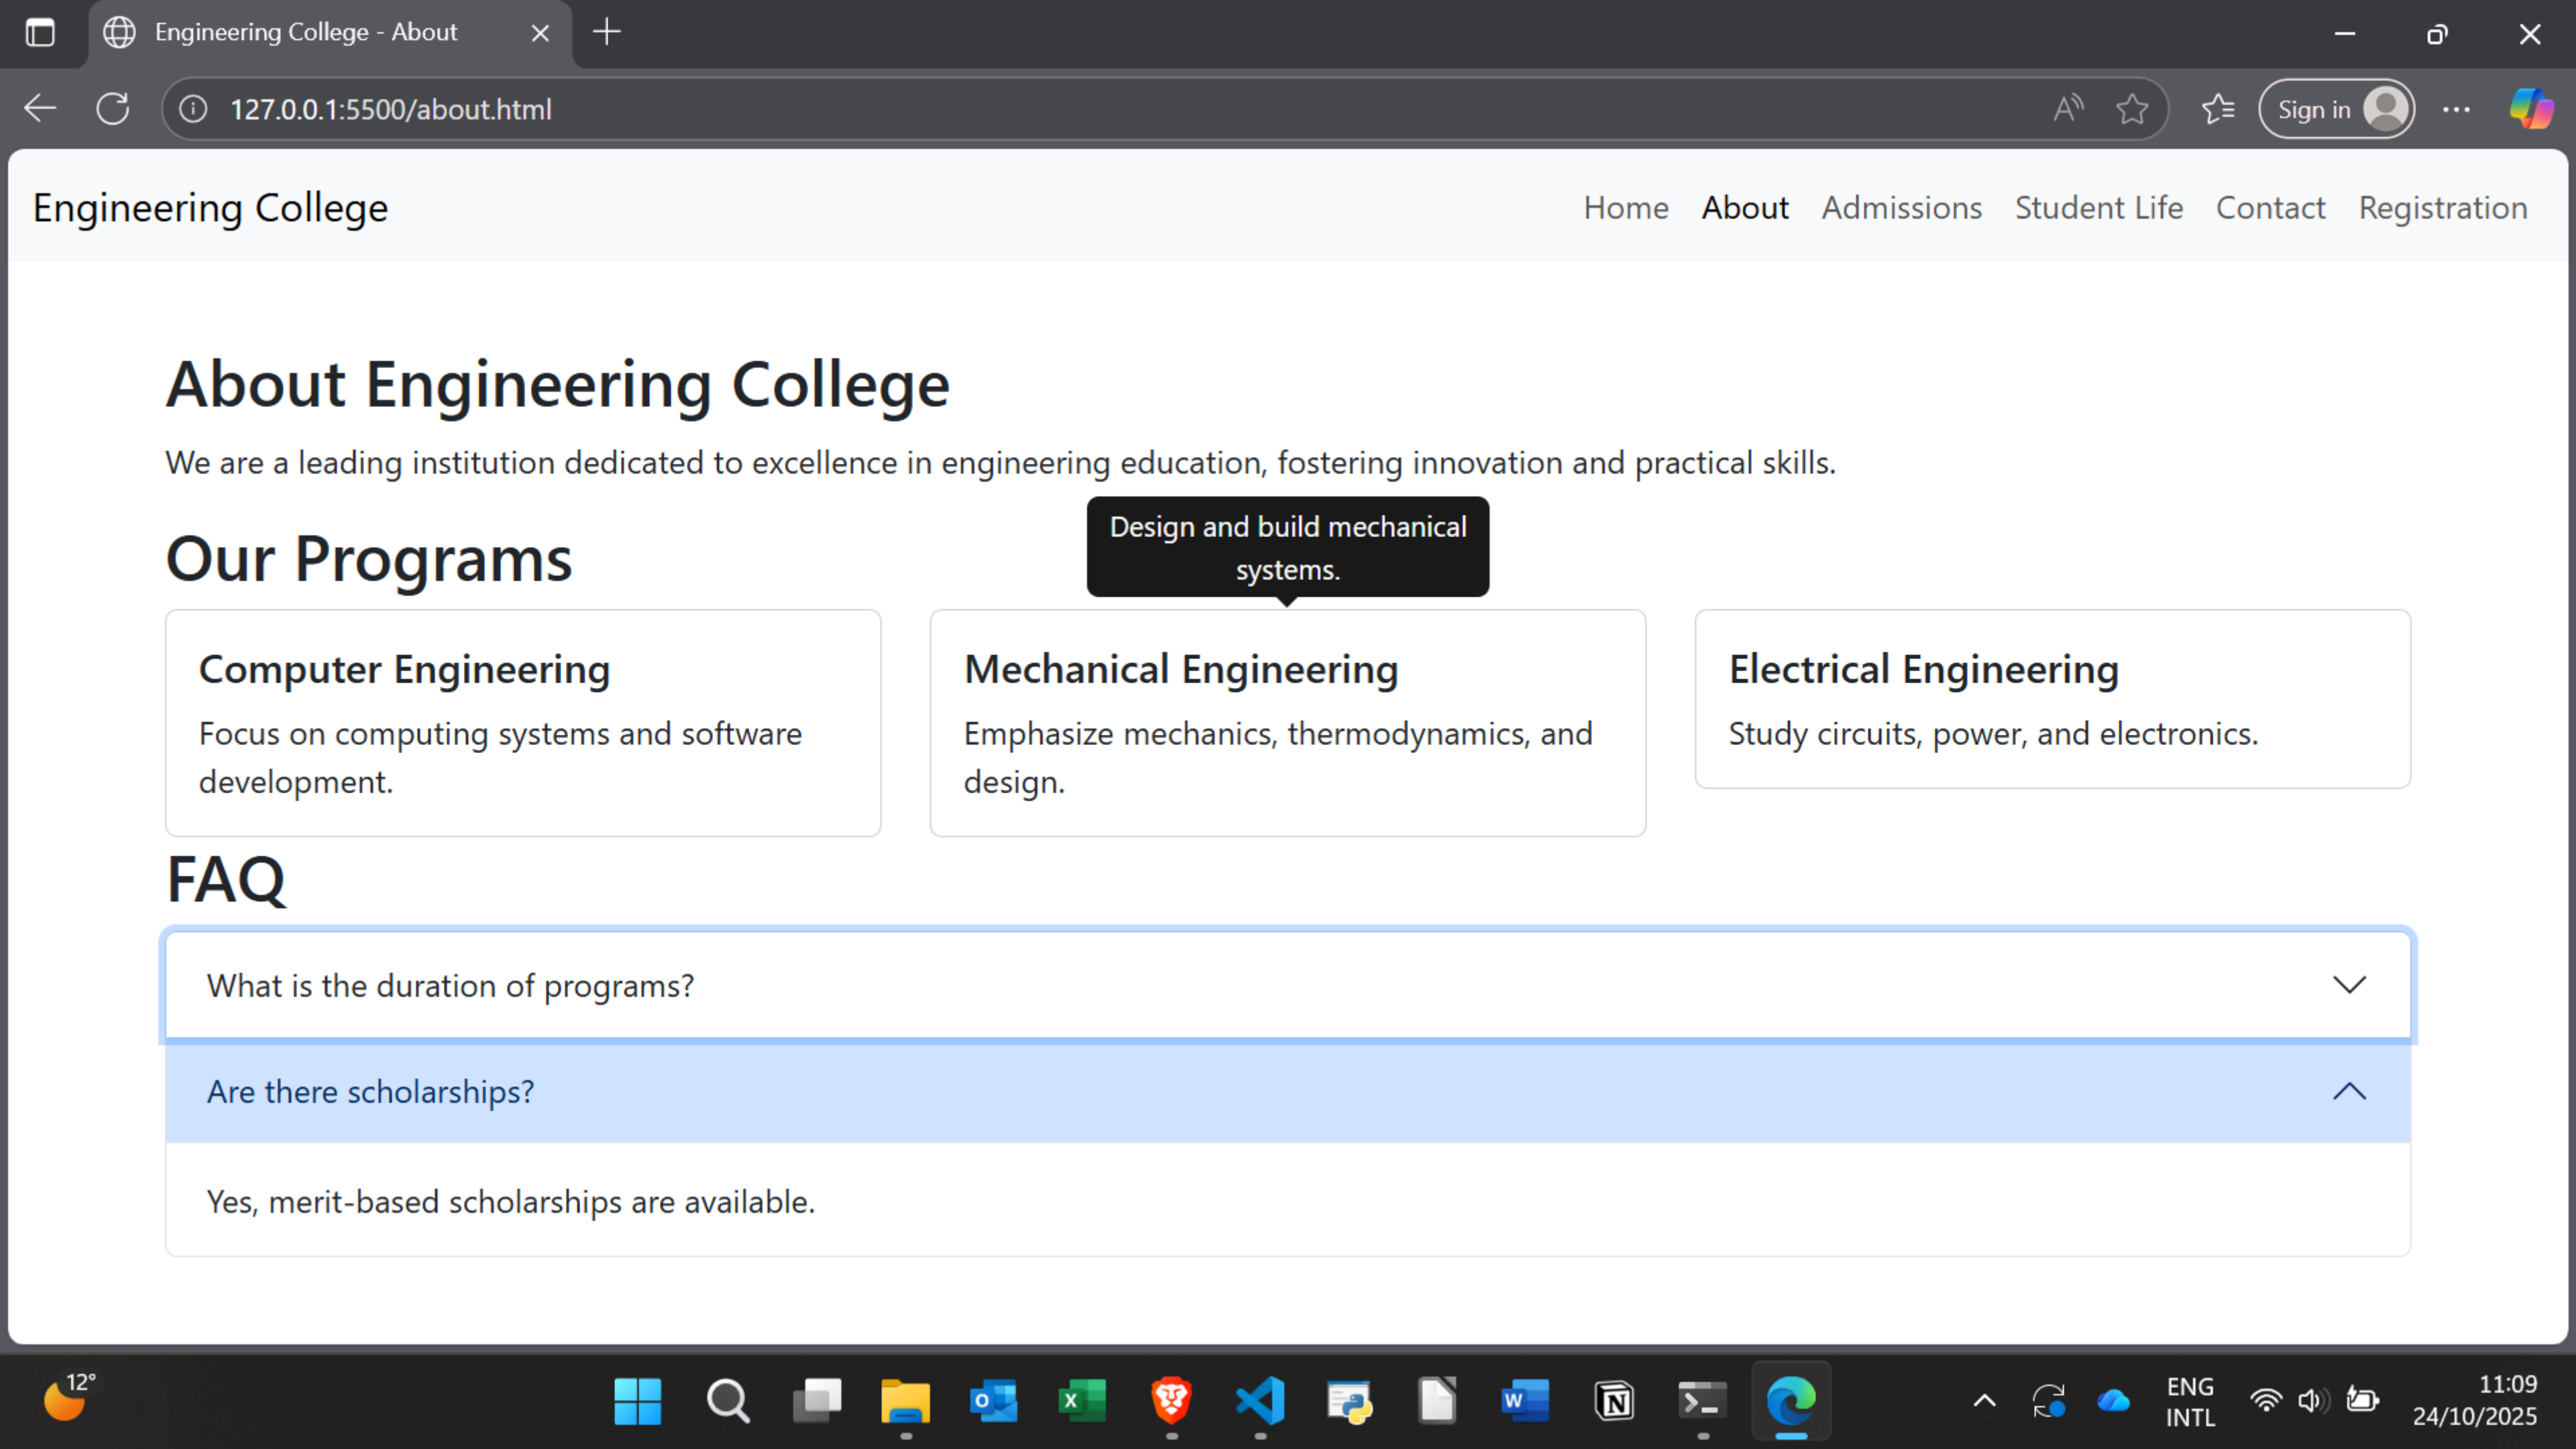 Engineering College - About
127.0.0.1:5500/about.html
Sign in
Engineering College
Home About Admissions Student Life Contact Registration
About Engineering College
We are a leading institution dedicated to excellence in engineering education, fostering innovation and practical skills.
Design and build mechanical
systems.
Our Programs
Computer Engineering
Focus on computing systems and software
development.
Mechanical Engineering
Emphasize mechanics, thermodynamics, and
design.
Electrical Engineering
Study circuits, power, and electronics.
FAQ
What is the duration of programs?
Are there scholarships?
Yes, merit-based scholarships are available.
12°
ENG
INTL
11:09
24/10/2025